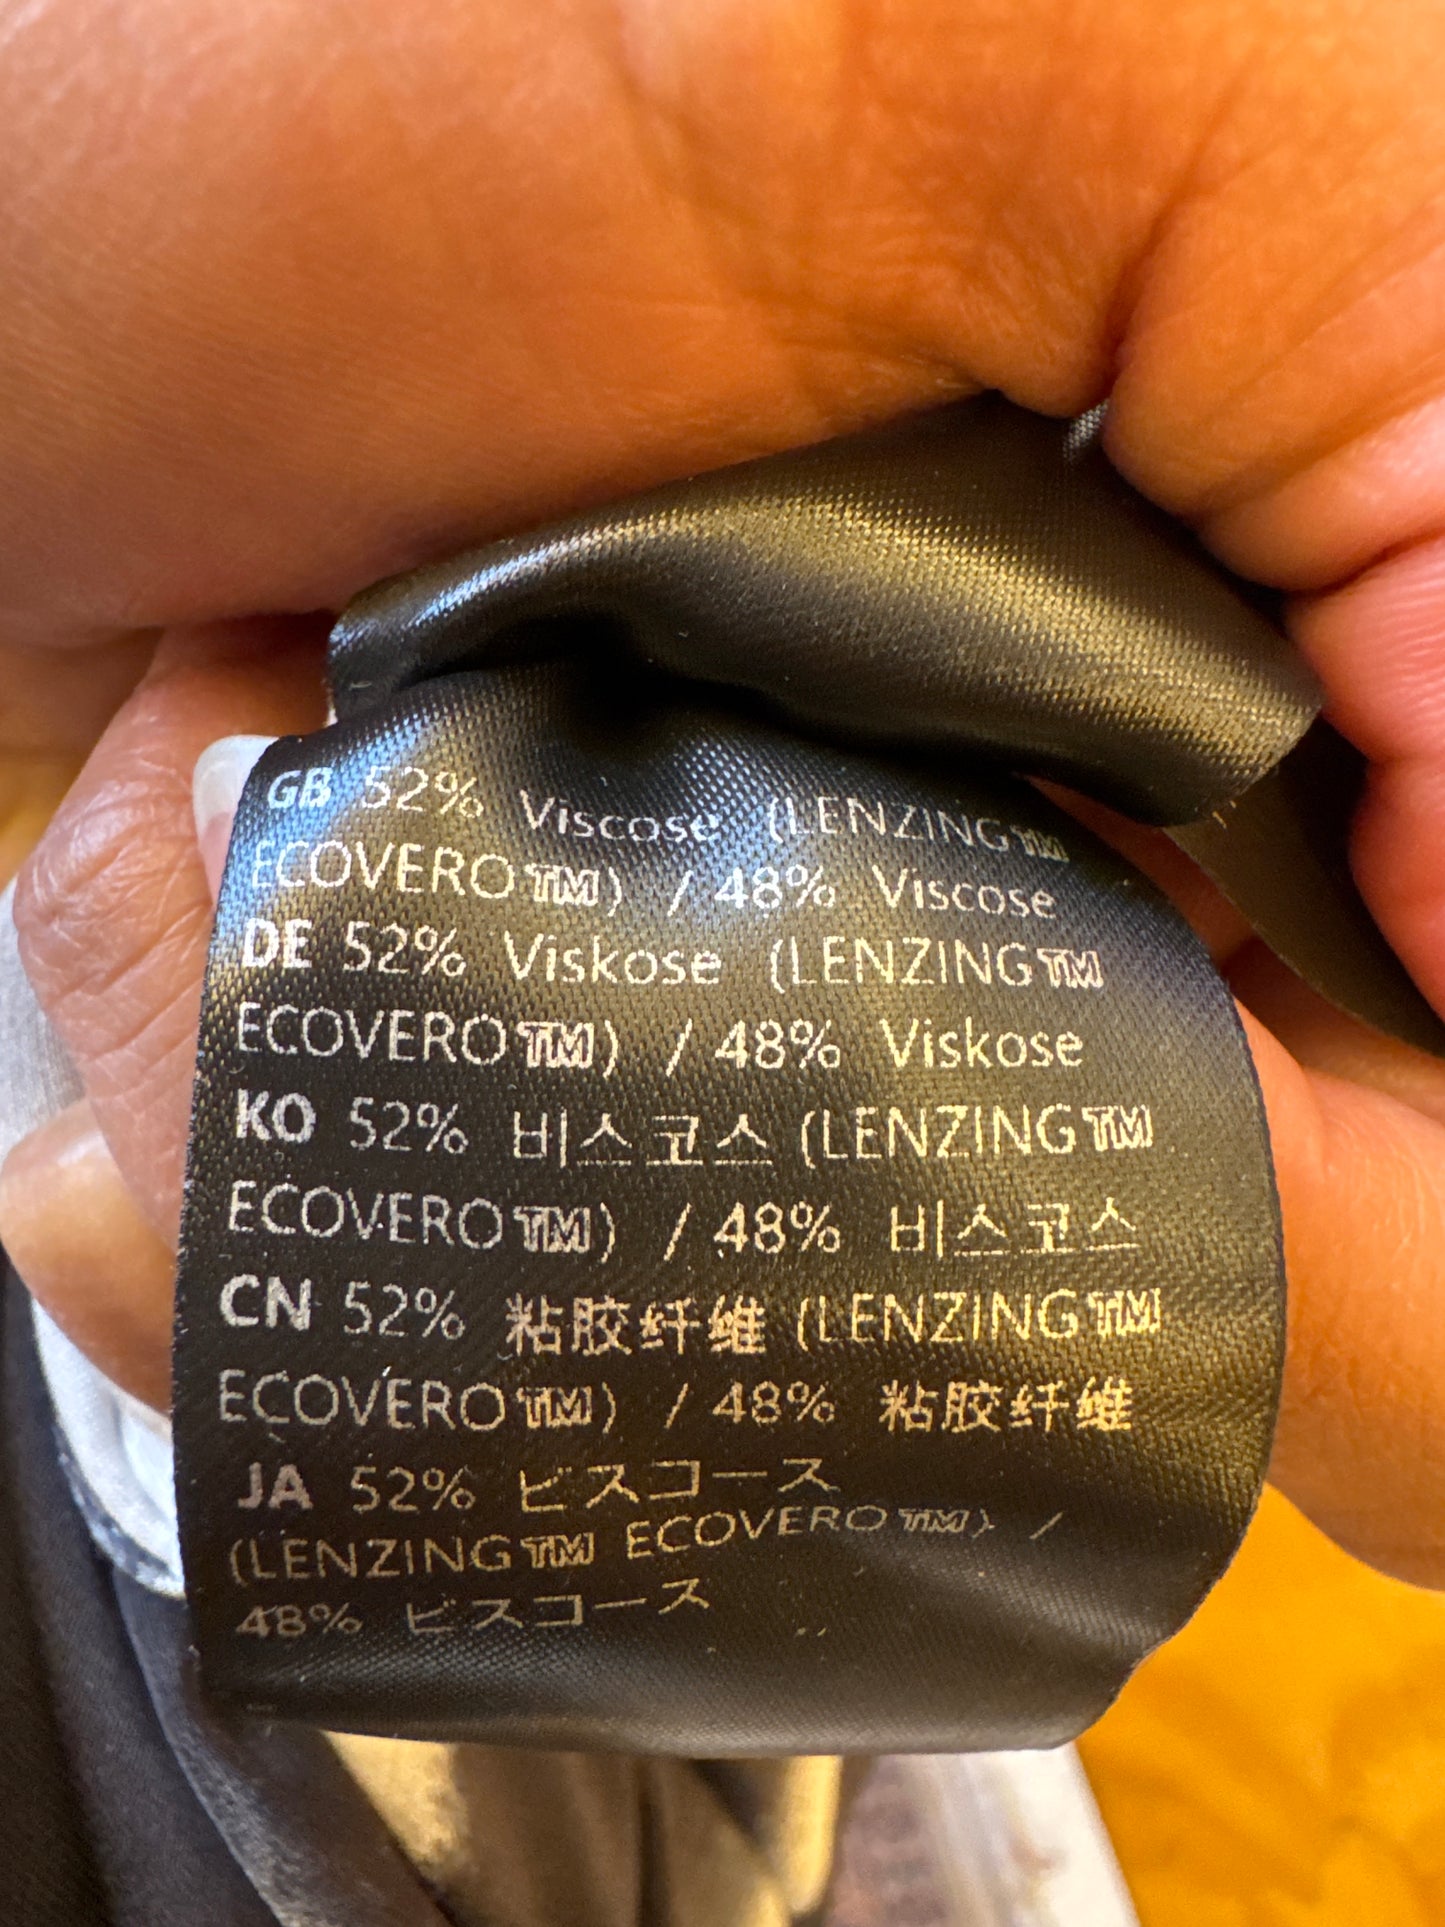 GB 52% Viscose (LENZING™
ECOVERO™) / 48% Viscose
DE 52% Viskose (LENZING™
ECOVERO™) / 48% Viskose
KO 52% 비스코스 (LENZING™
ECOVERO™) / 48% 비스코스
CN 52% 粘胶纤维 (LENZING™
ECOVERO™) / 48% 粘胶纤维
JA 52% ビスコース
(LENZING™ ECOVERO™) /
48% ビスコース